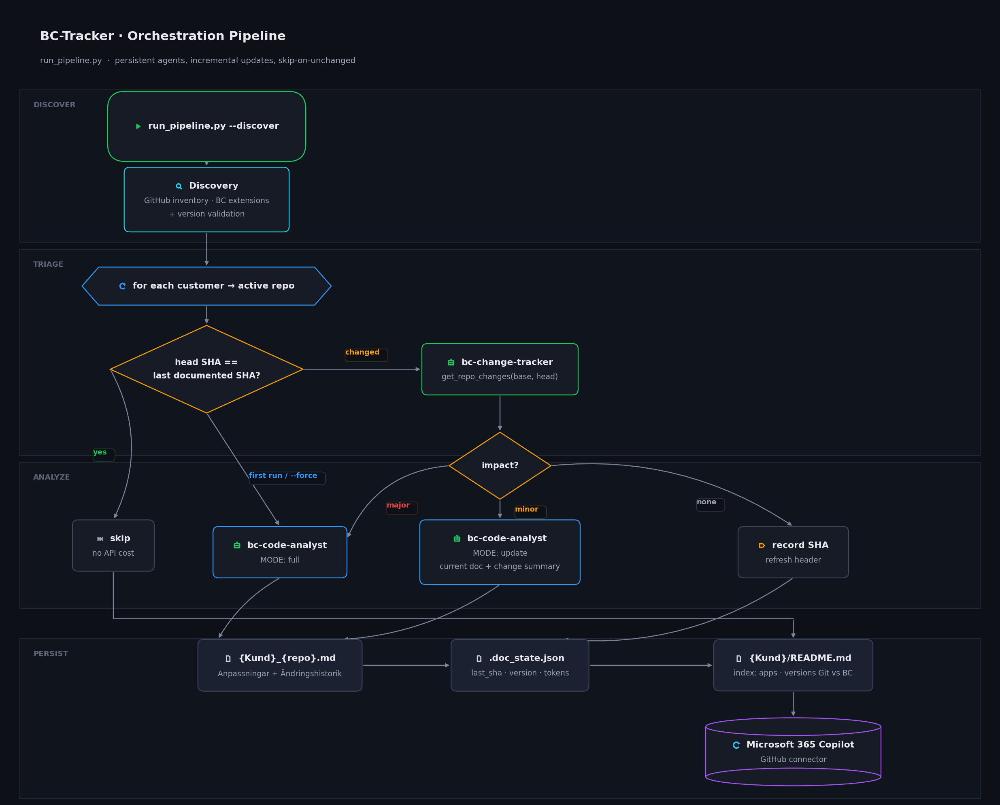 BC-Tracker · Orchestration Pipeline
run_pipeline.py · persistent agents, incremental updates, skip-on-unchanged
DISCOVER
run_pipeline.py --discover
Discovery
GitHub inventory · BC extensions
+ version validation
TRIAGE
for each customer → active repo
head SHA ==
last documented SHA?
changed
bc-change-tracker
get_repo_changes(base, head)
yes
impact?
ANALYZE
first run / --force
major
minor
none
skip
no API cost
bc-code-analyst
MODE: full
bc-code-analyst
MODE: update
current doc + change summary
record SHA
refresh header
PERSIST
{Kund}_{repo}.md
Anpassningar + Ändringshistorik
.doc_state.json
last_sha · version · tokens
{Kund}/README.md
index: apps · versions Git vs BC
Microsoft 365 Copilot
GitHub connector